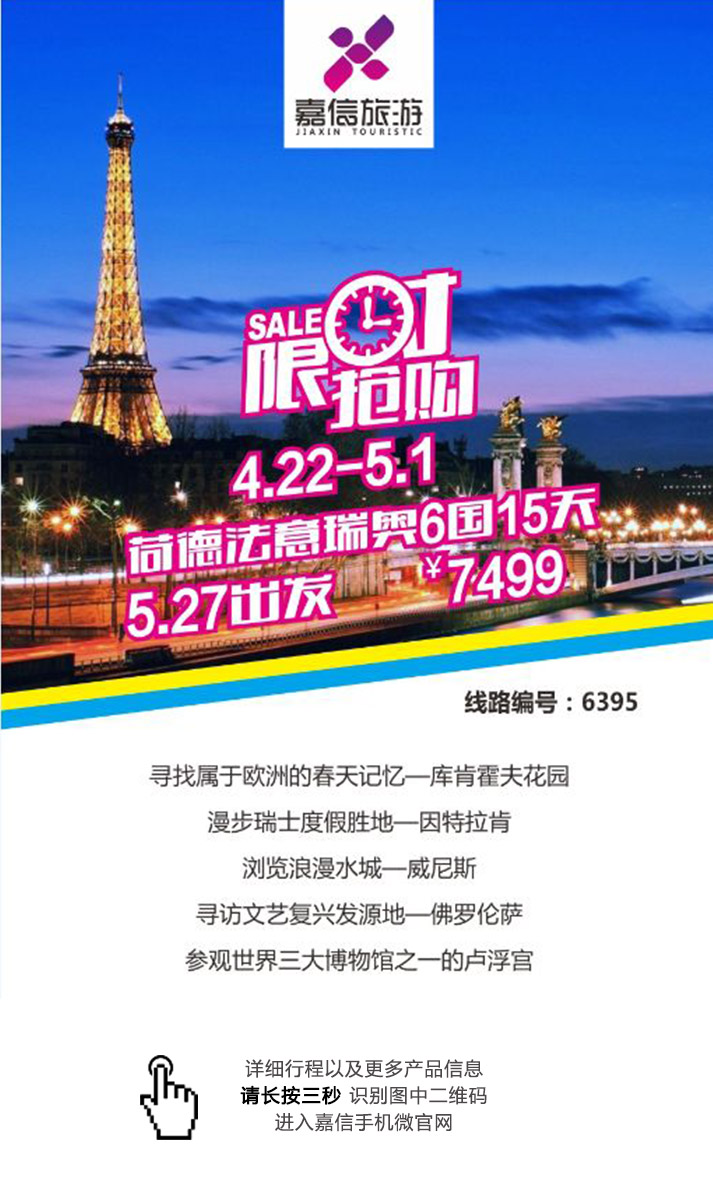 嘉信旅游
JIAXIN TOURISTIC
SALE
限时
抢购
4.22-5.1
荷德法意瑞奥6国15天
5.27出发 ¥7499
线路编号：6395
寻找属于欧洲的春天记忆—库肯霍夫花园
漫步瑞士度假胜地—因特拉肯
浏览浪漫水城—威尼斯
寻访文艺复兴发源地—佛罗伦萨
参观世界三大博物馆之一的卢浮宫
详细行程以及更多产品信息
请长按三秒 识别图中二维码
进入嘉信手机微官网